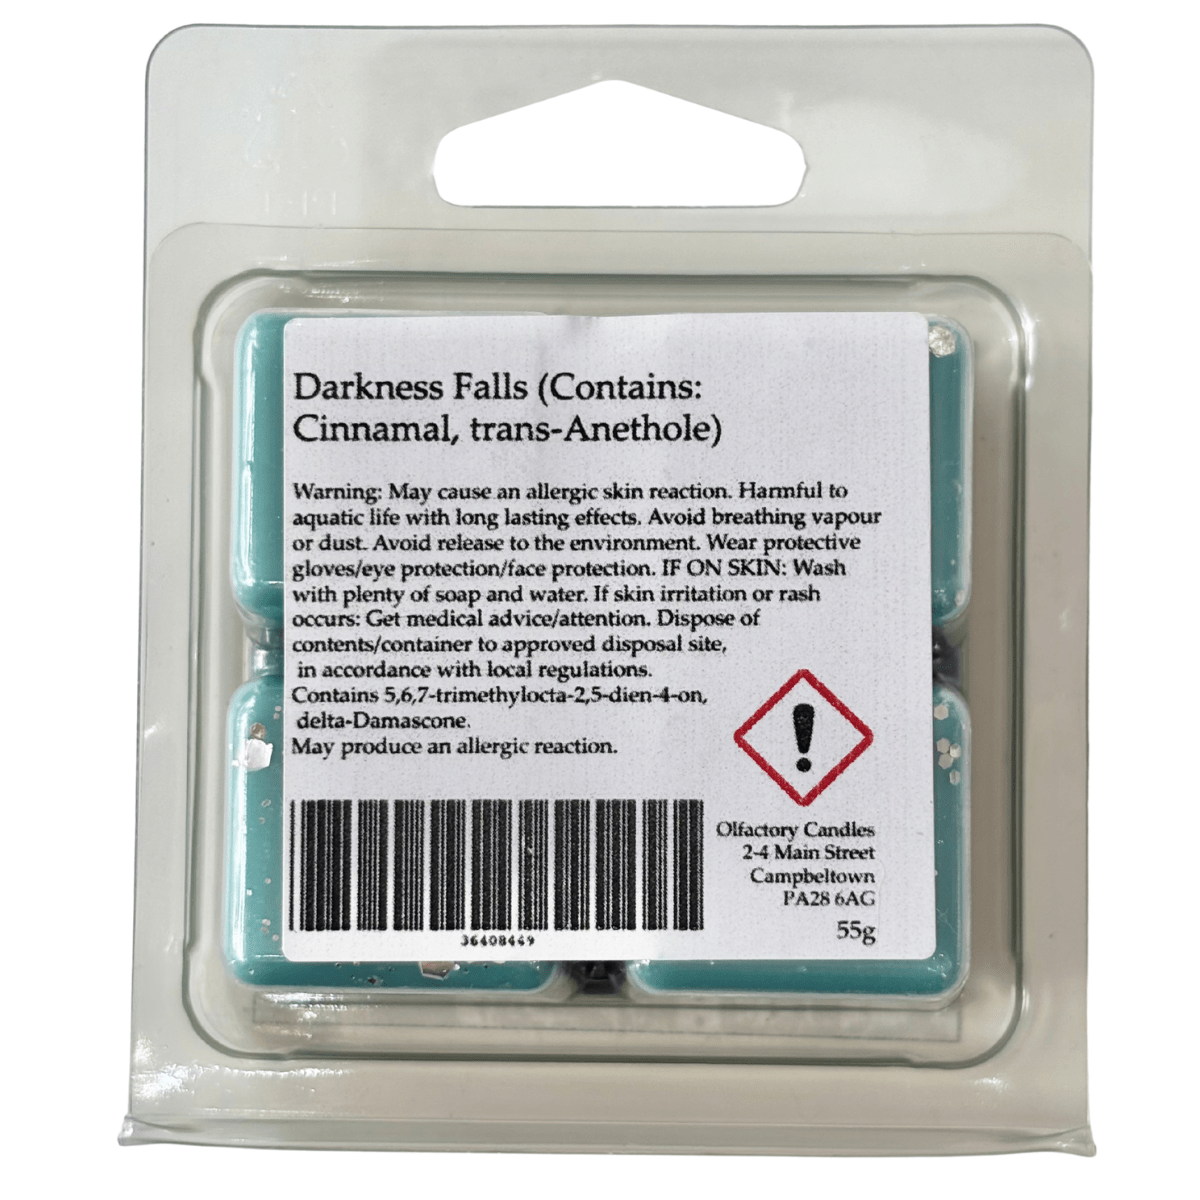 Darkness Falls (Contains:
Cinnamal, trans-Anethole)
Warning: May cause an allergic skin reaction. Harmful to
aquatic life with long lasting effects. Avoid breathing vapour
or dust. Avoid release to the environment. Wear protective
gloves/eye protection/face protection. IF ON SKIN: Wash
with plenty of soap and water. If skin irritation or rash
occurs: Get medical advice/attention. Dispose of
contents/container to approved disposal site,
in accordance with local regulations.
Contains 5,6,7-trimethylocta-2,5-dien-4-on,
delta-Damascone.
May produce an allergic reaction.
36408449
Olfactory Candles
2-4 Main Street
Campbeltown
PA28 6AG
55g